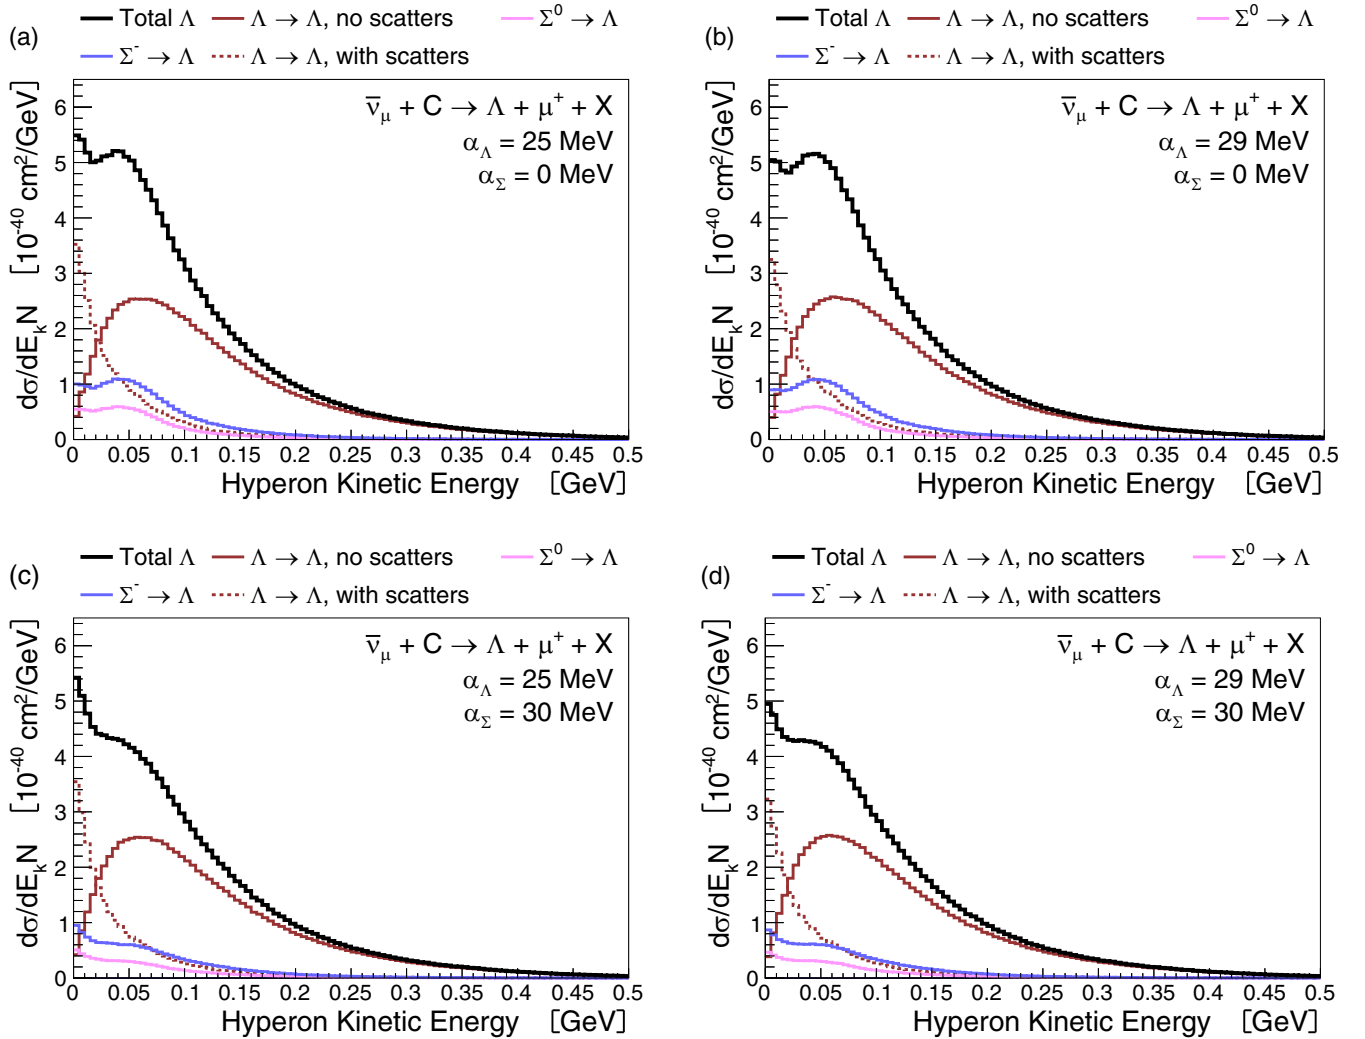 (a)
Total Λ Λ → Λ, no scatters Σ⁰ → Λ
Σ⁻ → Λ Λ → Λ, with scatters
ν̅μ + C → Λ + μ⁺ + X
αΛ = 25 MeV
αΣ = 0 MeV
dσ/dEₖN [10⁻⁴⁰ cm²/GeV]
6
5
4
3
2
1
0
0 0.05 0.1 0.15 0.2 0.25 0.3 0.35 0.4 0.45 0.5
Hyperon Kinetic Energy [GeV]
(b)
Total Λ Λ → Λ, no scatters Σ⁰ → Λ
Σ⁻ → Λ Λ → Λ, with scatters
ν̅μ + C → Λ + μ⁺ + X
αΛ = 29 MeV
αΣ = 0 MeV
dσ/dEₖN [10⁻⁴⁰ cm²/GeV]
6
5
4
3
2
1
0
0 0.05 0.1 0.15 0.2 0.25 0.3 0.35 0.4 0.45 0.5
Hyperon Kinetic Energy [GeV]
(c)
Total Λ Λ → Λ, no scatters Σ⁰ → Λ
Σ⁻ → Λ Λ → Λ, with scatters
ν̅μ + C → Λ + μ⁺ + X
αΛ = 25 MeV
αΣ = 30 MeV
dσ/dEₖN [10⁻⁴⁰ cm²/GeV]
6
5
4
3
2
1
0
0 0.05 0.1 0.15 0.2 0.25 0.3 0.35 0.4 0.45 0.5
Hyperon Kinetic Energy [GeV]
(d)
Total Λ Λ → Λ, no scatters Σ⁰ → Λ
Σ⁻ → Λ Λ → Λ, with scatters
ν̅μ + C → Λ + μ⁺ + X
αΛ = 29 MeV
αΣ = 30 MeV
dσ/dEₖN [10⁻⁴⁰ cm²/GeV]
6
5
4
3
2
1
0
0 0.05 0.1 0.15 0.2 0.25 0.3 0.35 0.4 0.45 0.5
Hyperon Kinetic Energy [GeV]